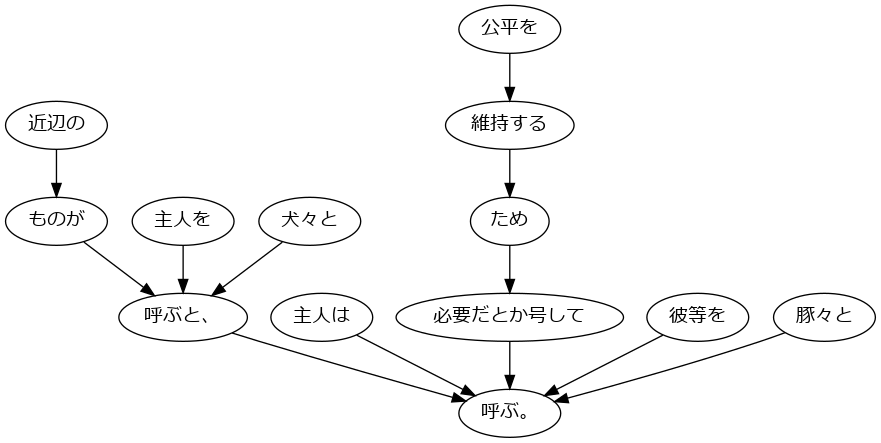 公平を
近辺の
維持する
ものが
主人を
犬々と
ため
呼ぶと、
主人は
必要だとか号して
彼等を
豚々と
呼ぶ。